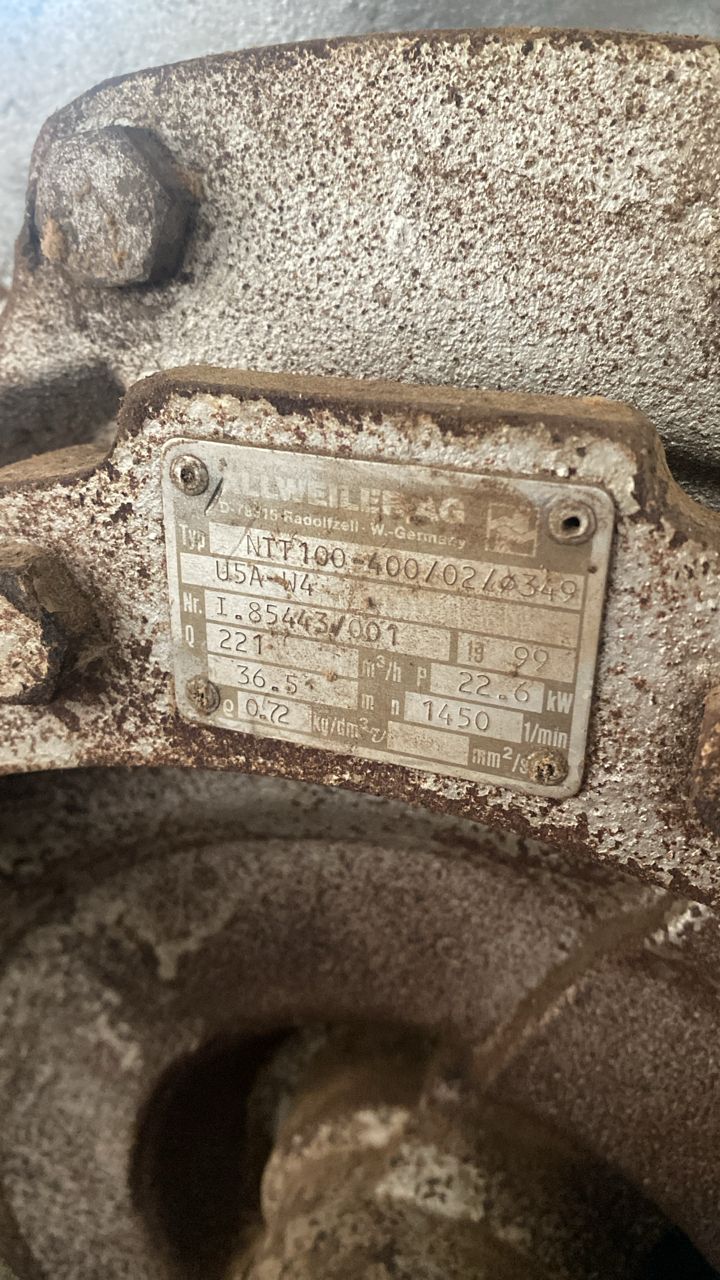 ALLWEILER AG
D-78315 Radolfzell · W.-Germany
Typ NTT100-400/02/ø349
U5A-W4
Nr. I.85443/001 19 99
Q 221 m³/h P 22.6 kW
36.5 m n 1450 1/min
ϱ 0.72 kg/dm³ ν mm²/s